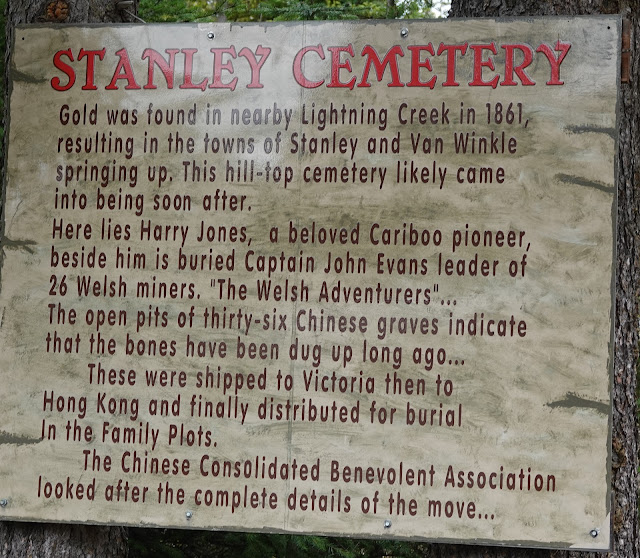 STANLEY CEMETERY
Gold was found in nearby Lightning Creek in 1861,
resulting in the towns of Stanley and Van Winkle
springing up. This hill-top cemetery likely came
into being soon after.
Here lies Harry Jones, a beloved Cariboo pioneer,
beside him is buried Captain John Evans leader of
26 Welsh miners. "The Welsh Adventurers"...
The open pits of thirty-six Chinese graves indicate
that the bones have been dug up long ago...
These were shipped to Victoria then to
Hong Kong and finally distributed for burial
In the Family Plots.
The Chinese Consolidated Benevolent Association
looked after the complete details of the move...